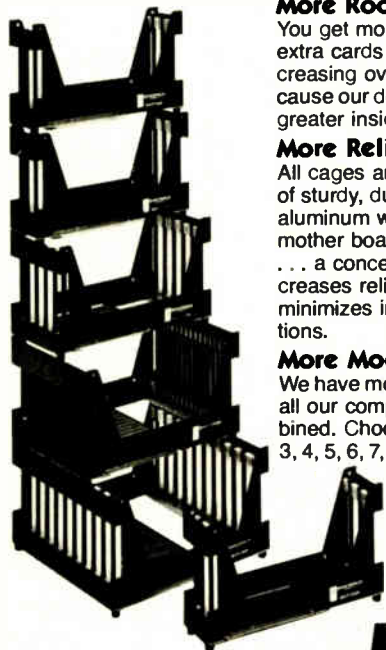 More Roo
You get mo
extra cards
creasing ov
cause our d
greater insi
More Reli
All cages ar
of sturdy, du
aluminum w
mother boa
. . . a conce
creases reli
minimizes in
tions.
More Mo
We have mo
all our com
bined. Choo
3, 4, 5, 6, 7,